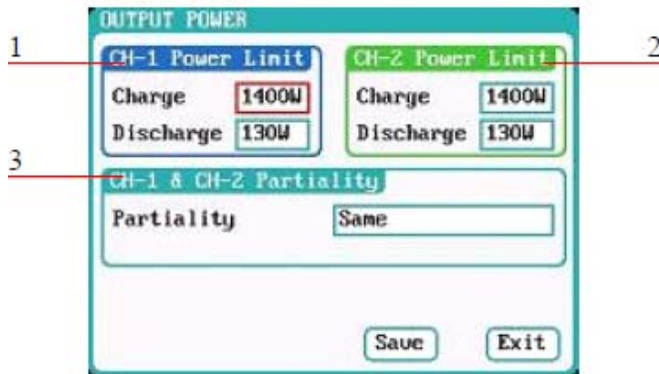 OUTPUT POWER
1 CH-1 Power Limit CH-2 Power Limit 2
Charge 1400W Charge 1400W
Discharge 130W Discharge 130W
3 CH-1 & CH-2 Partiality
Partiality Same
Save Exit